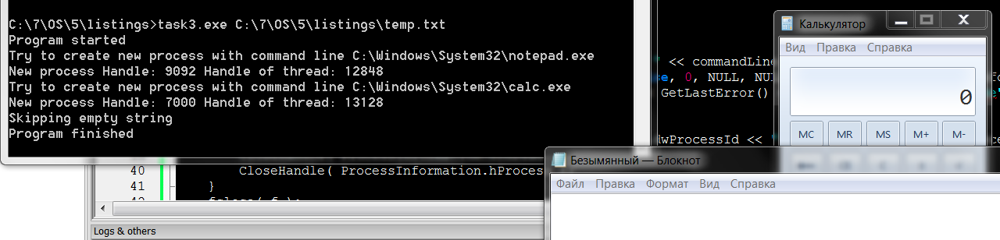 C:\7\OS\5\listings>task3.exe C:\7\OS\5\listings\temp.txt
Program started
Try to create new process with command line C:\Windows\System32\notepad.exe
New process Handle: 9092 Handle of thread: 12848
Try to create new process with command line C:\Windows\System32\calc.exe
New process Handle: 7000 Handle of thread: 13128
Skipping empty string
Program finished
" << commandLine
se, 0, NULL, NU
GetLastError()
dwProcessId <<
Калькулятор
Вид Правка Справка
0
MC MR MS M+ M-
40 CloseHandle( ProcessInformation.hProces
41 }
Безымянный — Блокнот
Файл Правка Формат Вид Справка
Logs & others